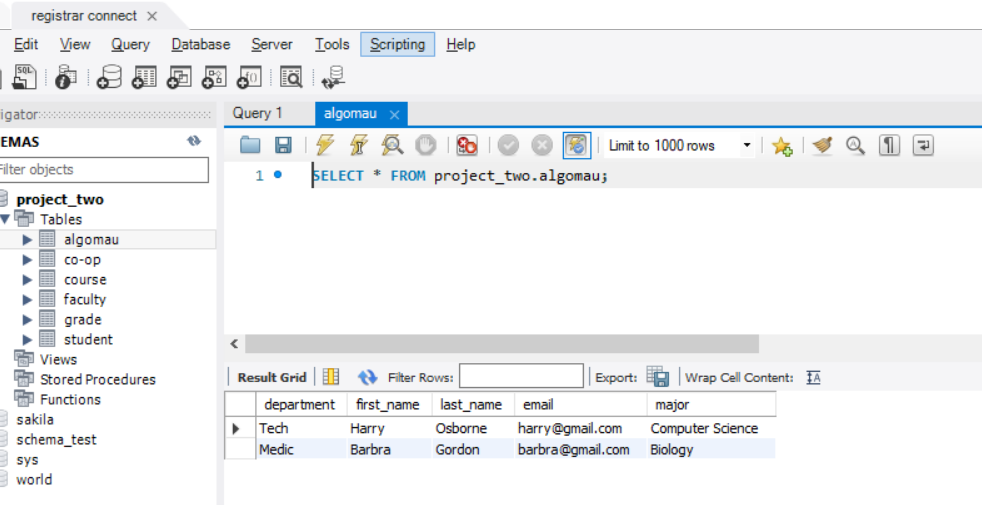 registrar connect
Edit View Query Database Server Tools Scripting Help
SQL
igator
Query 1 algomau
EMAS
Limit to 1000 rows
Filter objects
1 SELECT * FROM project_two.algomau;
project_two
Tables
algomau
co-op
course
faculty
grade
student
Views
Stored Procedures
Functions
sakila
schema_test
sys
world
Result Grid Filter Rows: Export: Wrap Cell Content: IA
department first_name last_name email major
Tech Harry Osborne harry@gmail.com Computer Science
Medic Barbra Gordon barbra@gmail.com Biology